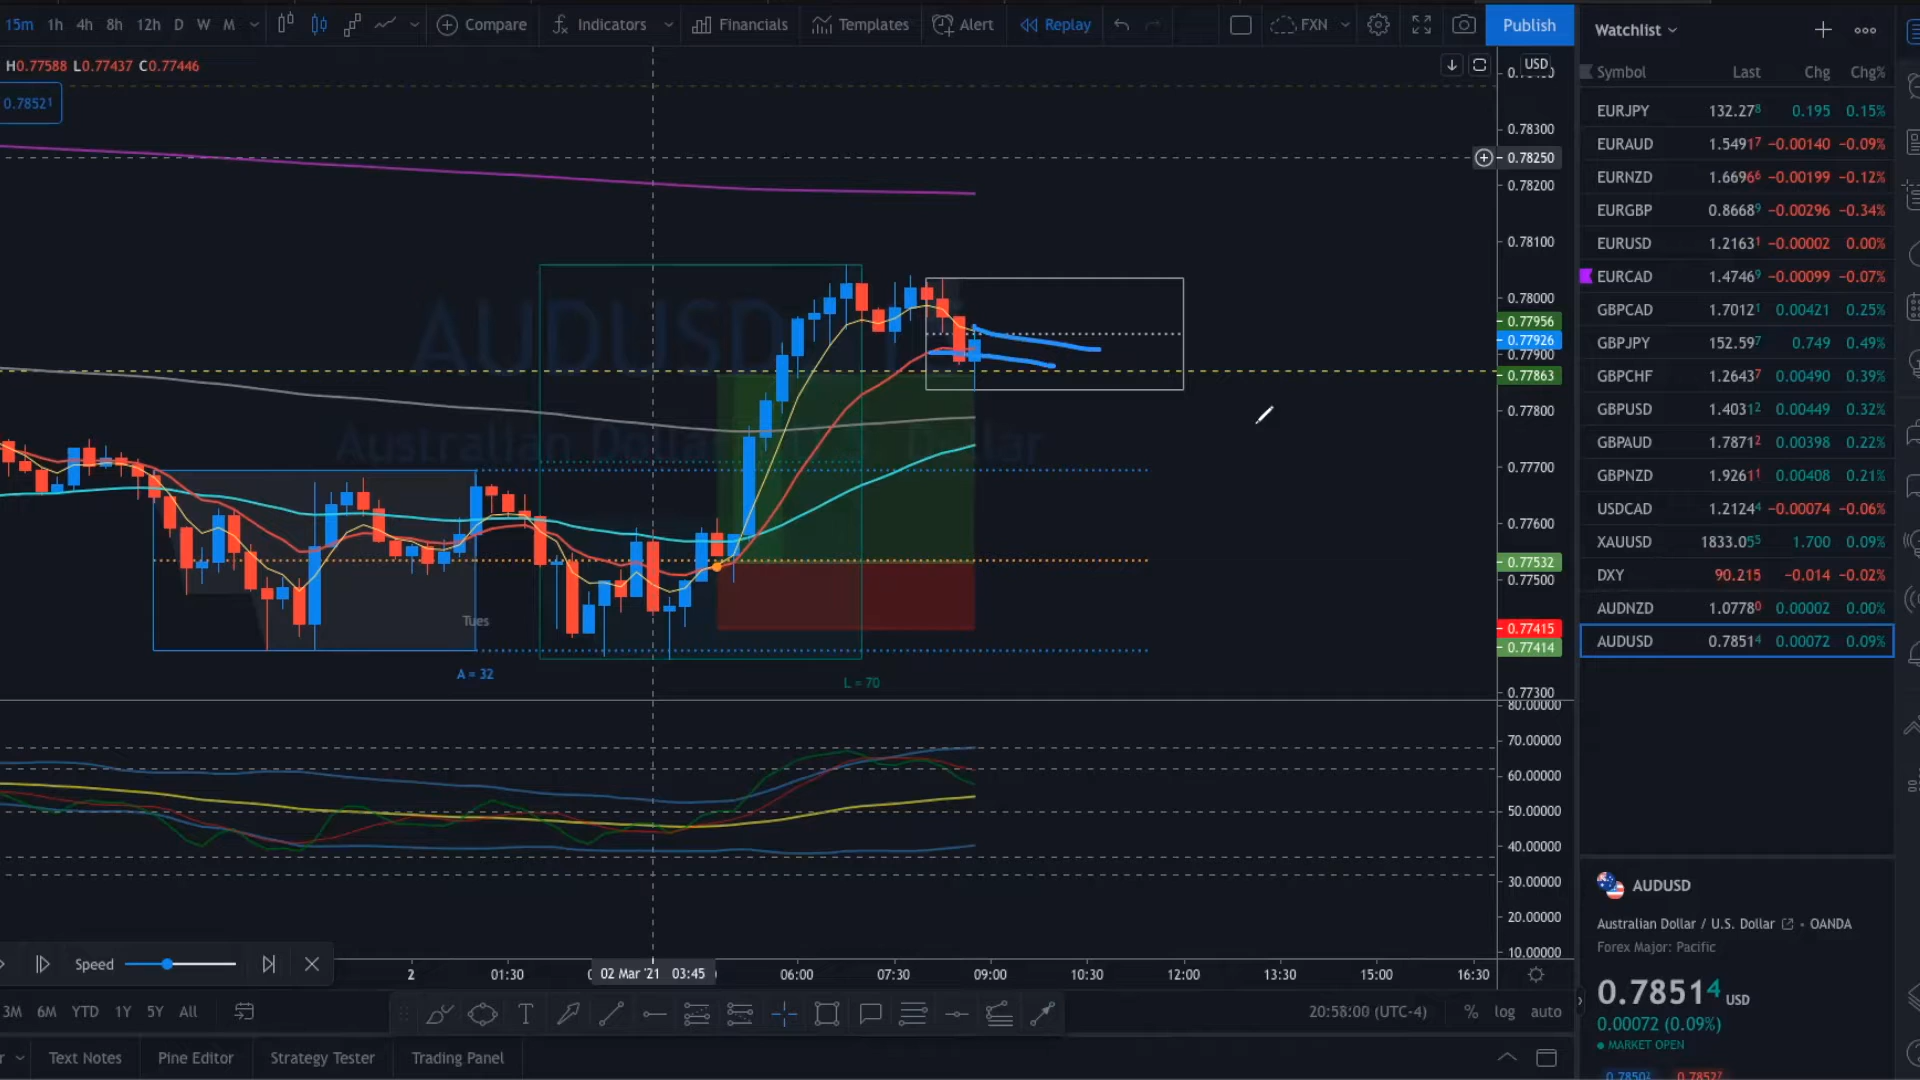 15m 1h 4h 8h 12h D W M Compare Indicators Financials Templates Alert Replay FXN Publish
H0.77588 L0.77437 C0.77446
0.78521
USD
0.78300
0.78250
0.78200
0.78100
0.78000
0.77956
0.77926
0.77900
0.77863
0.77800
0.77700
0.77600
0.77532
0.77500
0.77415
0.77414
0.77300
AUDUSD
Australian Dollar
Tues
A = 32
L = 70
80.00000
70.00000
60.00000
50.00000
40.00000
30.00000
20.00000
10.00000
Speed
2 01:30 02 Mar '21 03:45 06:00 07:30 09:00 10:30 12:00 13:30 15:00 16:30
3M 6M YTD 1Y 5Y All
20:58:00 (UTC-4) % log auto
Text Notes Pine Editor Strategy Tester Trading Panel
Watchlist
Symbol Last Chg Chg%
EURJPY 132.278 0.195 0.15%
EURAUD 1.54917 −0.00140 −0.09%
EURNZD 1.66966 −0.00199 −0.12%
EURGBP 0.86689 −0.00296 −0.34%
EURUSD 1.21631 −0.00002 0.00%
EURCAD 1.47469 −0.00099 −0.07%
GBPCAD 1.70121 0.00421 0.25%
GBPJPY 152.597 0.749 0.49%
GBPCHF 1.26437 0.00490 0.39%
GBPUSD 1.40312 0.00449 0.32%
GBPAUD 1.78712 0.00398 0.22%
GBPNZD 1.92611 0.00408 0.21%
USDCAD 1.21244 −0.00074 −0.06%
XAUUSD 1833.055 1.700 0.09%
DXY 90.215 −0.014 −0.02%
AUDNZD 1.07780 0.00002 0.00%
AUDUSD 0.78514 0.00072 0.09%
AUDUSD
Australian Dollar / U.S. Dollar • OANDA
Forex Major: Pacific
0.78514 USD
0.00072 (0.09%)
MARKET OPEN
0.78502 0.78527